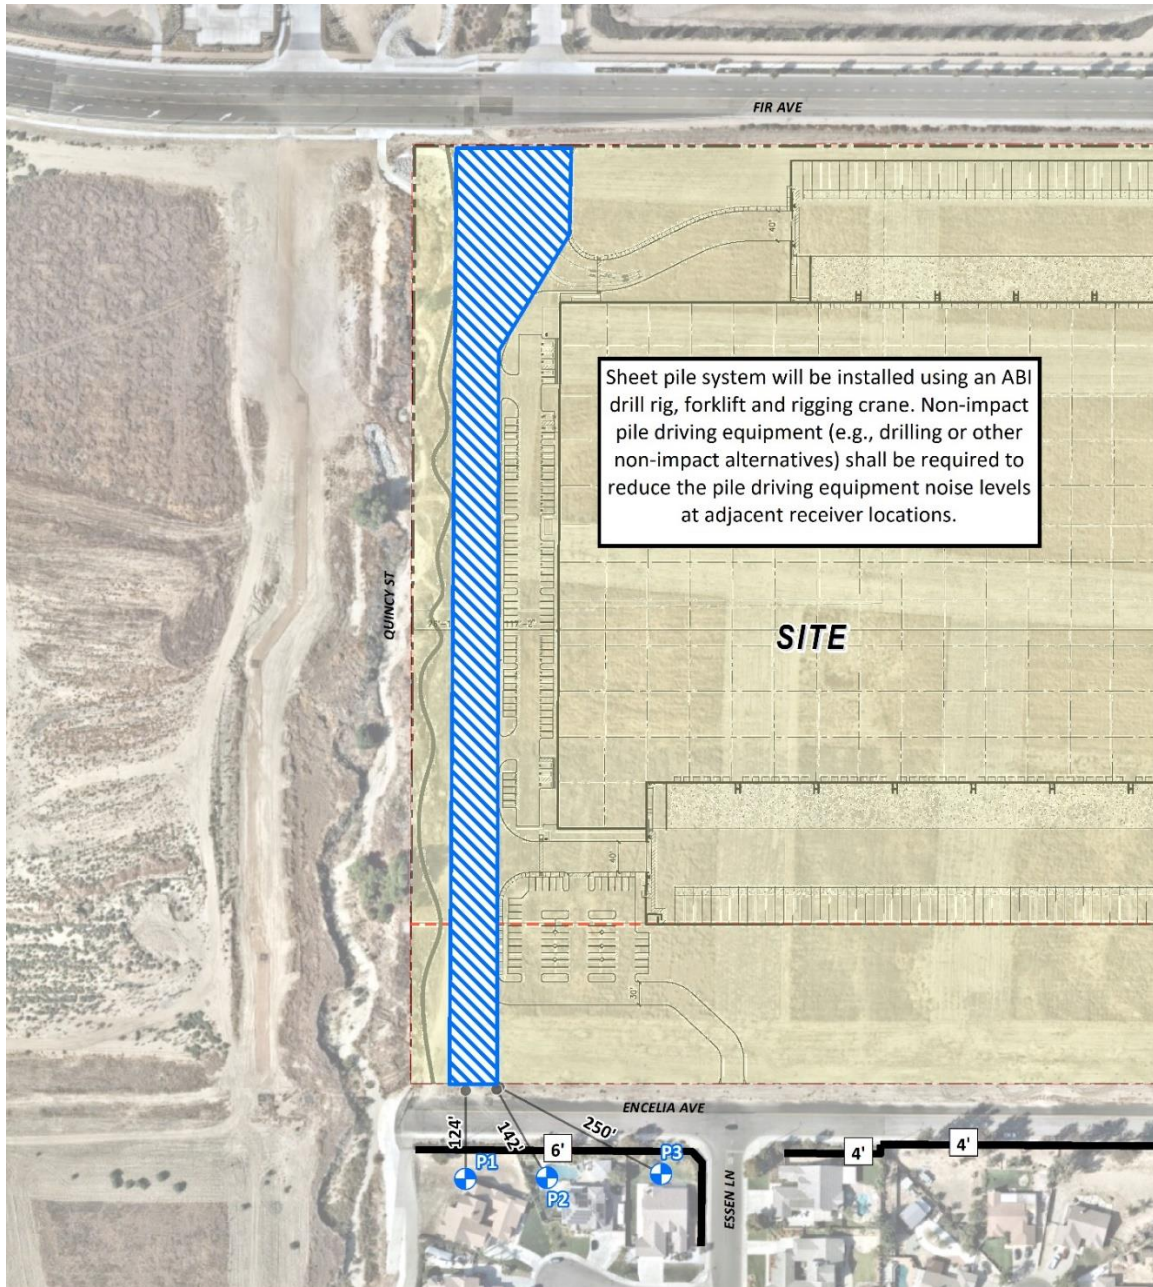 FIR AVE
40'
Sheet pile system will be installed using an ABI
drill rig, forklift and rigging crane. Non-impact
pile driving equipment (e.g., drilling or other
non-impact alternatives) shall be required to
reduce the pile driving equipment noise levels
at adjacent receiver locations.
QUINCY ST
SITE
40'
30'
ENCELIA AVE
124'
142'
250'
6'
4'
4'
P1
P2
P3
ESSEN LN